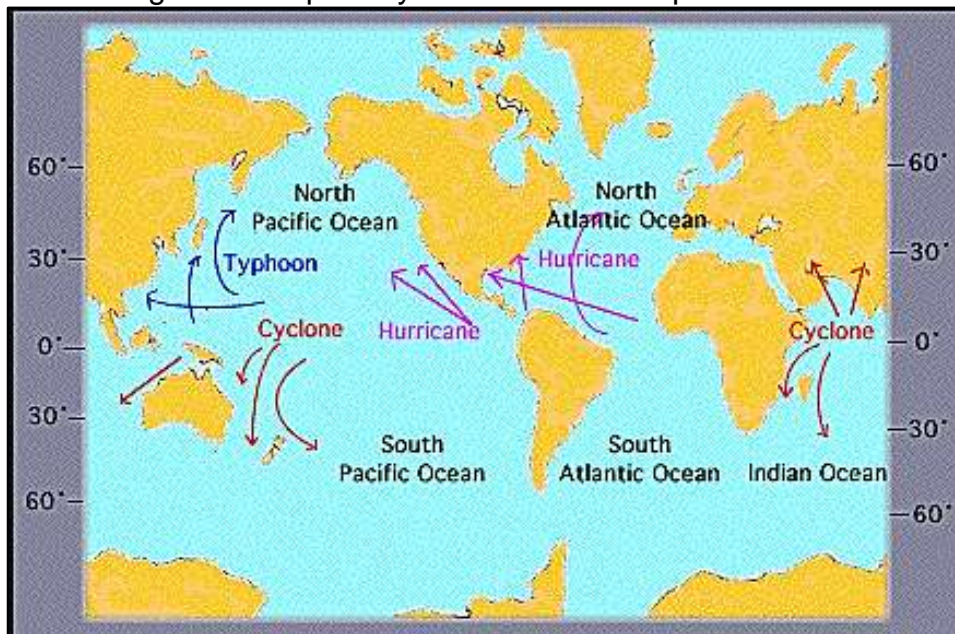 60°
60°
North
Pacific Ocean
North
Atlantic Ocean
30°
Typhoon
Hurricane
30°
Cyclone
Hurricane
Cyclone
0°
0°
30°
30°
South
Pacific Ocean
South
Atlantic Ocean
Indian Ocean
60°
60°